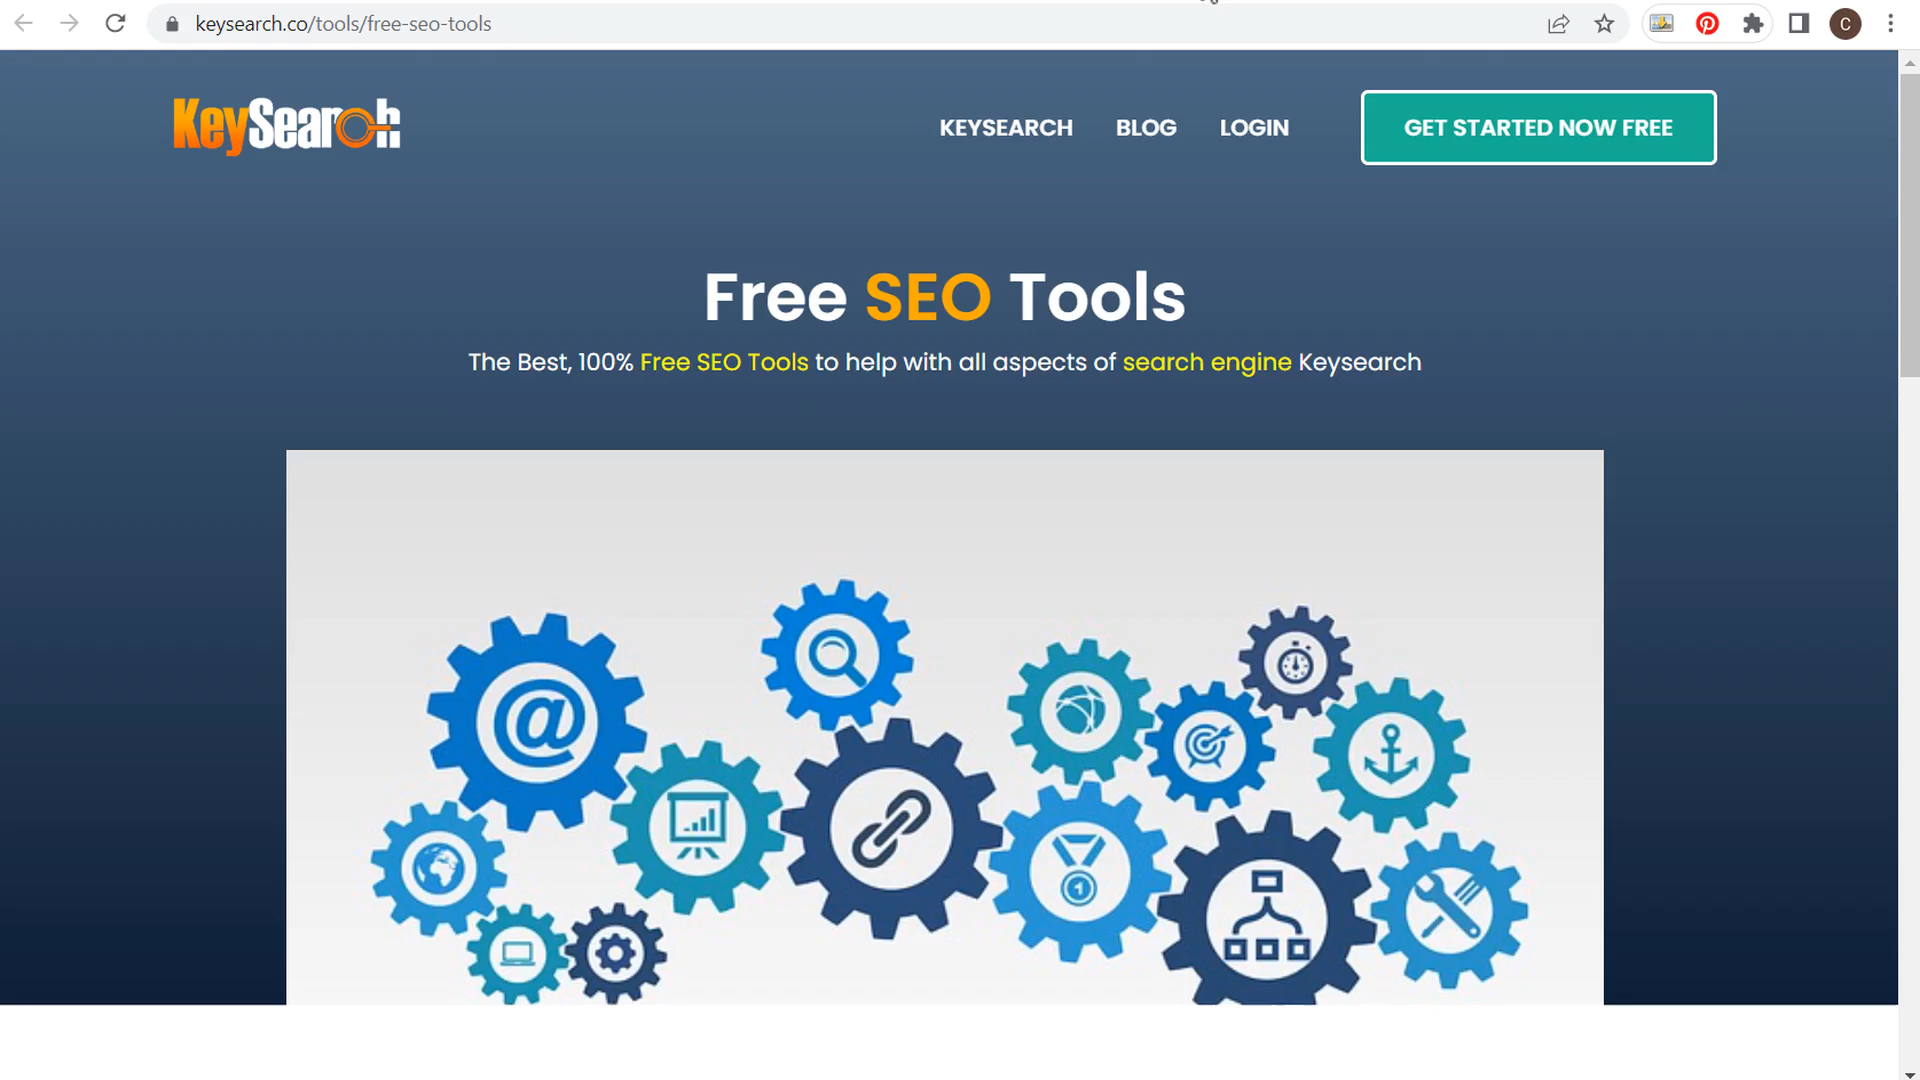 keysearch.co/tools/free-seo-tools
C
KeySearch
KEYSEARCH
BLOG
LOGIN
GET STARTED NOW FREE
Free SEO Tools
The Best, 100% Free SEO Tools to help with all aspects of search engine Keysearch
@
1